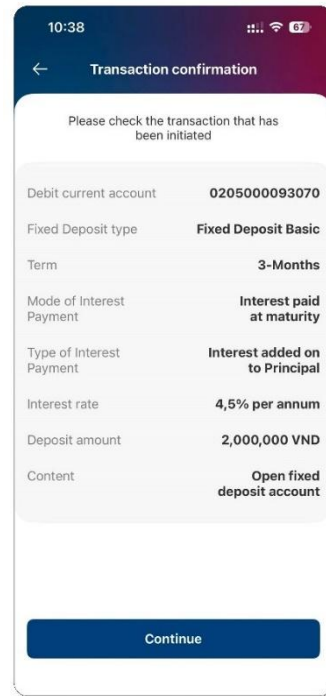 10:38
67
Transaction confirmation
Please check the transaction that has
been initiated
Debit current account 0205000093070
Fixed Deposit type Fixed Deposit Basic
Term 3-Months
Mode of Interest Interest paid
Payment at maturity
Type of Interest Interest added on
Payment to Principal
Interest rate 4,5% per annum
Deposit amount 2,000,000 VND
Content Open fixed
deposit account
Continue